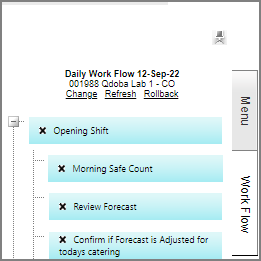 Daily Work Flow 12-Sep-22
001988 Qdoba Lab 1 - CO
Change Refresh Rollback
Opening Shift
Morning Safe Count
Review Forecast
Confirm if Forecast is Adjusted for
todays catering
Menu
Work Flow